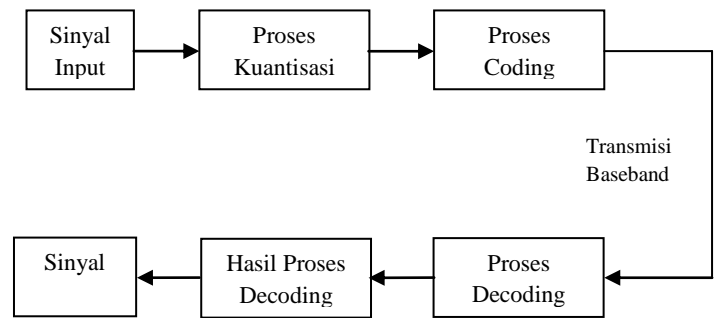 Sinyal
Input
Proses
Kuantisasi
Proses
Coding
Transmisi
Baseband
Sinyal
Hasil Proses
Decoding
Proses
Decoding